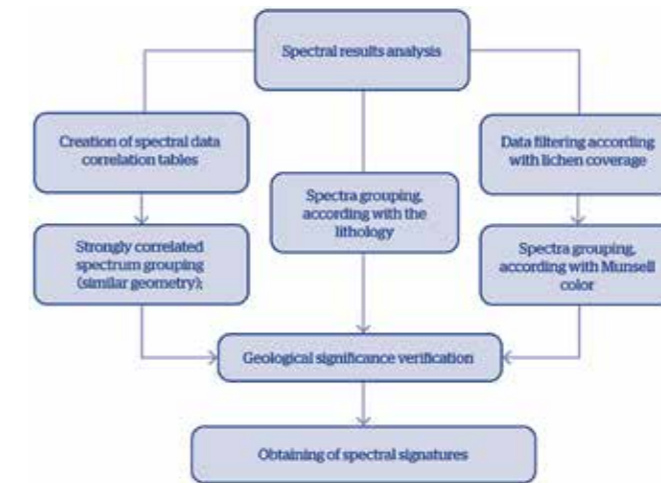 Spectral results analysis
Creation of spectral data
correlation tables
Data filtering according
with lichen coverage
Spectra grouping,
according with the
lithology
Strongly correlated
spectrum grouping
(similar geometry);
Spectra grouping,
according with Munsell
color
Geological significance verification
Obtaining of spectral signatures